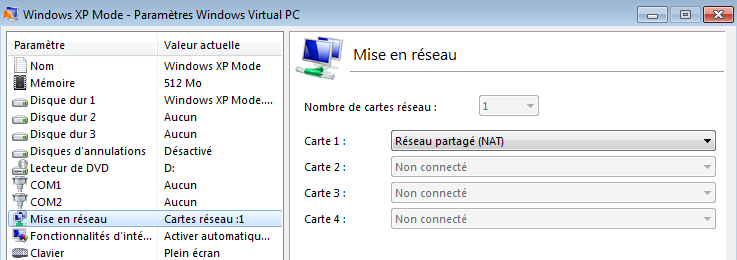 Windows XP Mode - Paramètres Windows Virtual PC
Paramètre Valeur actuelle
Nom Windows XP Mode
Mémoire 512 Mo
Disque dur 1 Windows XP Mode....
Disque dur 2 Aucun
Disque dur 3 Aucun
Disques d'annulations Désactivé
Lecteur de DVD D:
COM1 Aucun
COM2 Aucun
Mise en réseau Cartes réseau :1
Fonctionnalités d'inté... Activer automatiqu...
Clavier Plein écran
Mise en réseau
Nombre de cartes réseau : 1
Carte 1 : Réseau partagé (NAT)
Carte 2 : Non connecté
Carte 3 : Non connecté
Carte 4 : Non connecté